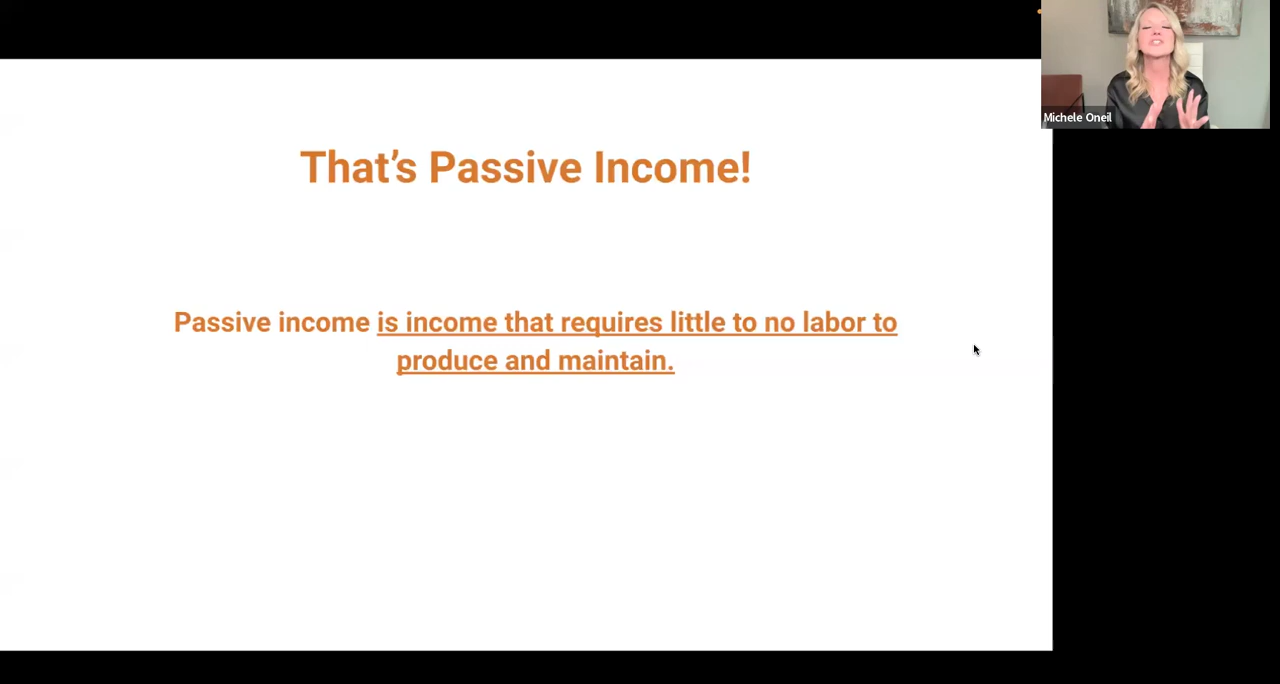 Michele Oneil
That’s Passive Income!
Passive income is income that requires little to no labor to
produce and maintain.